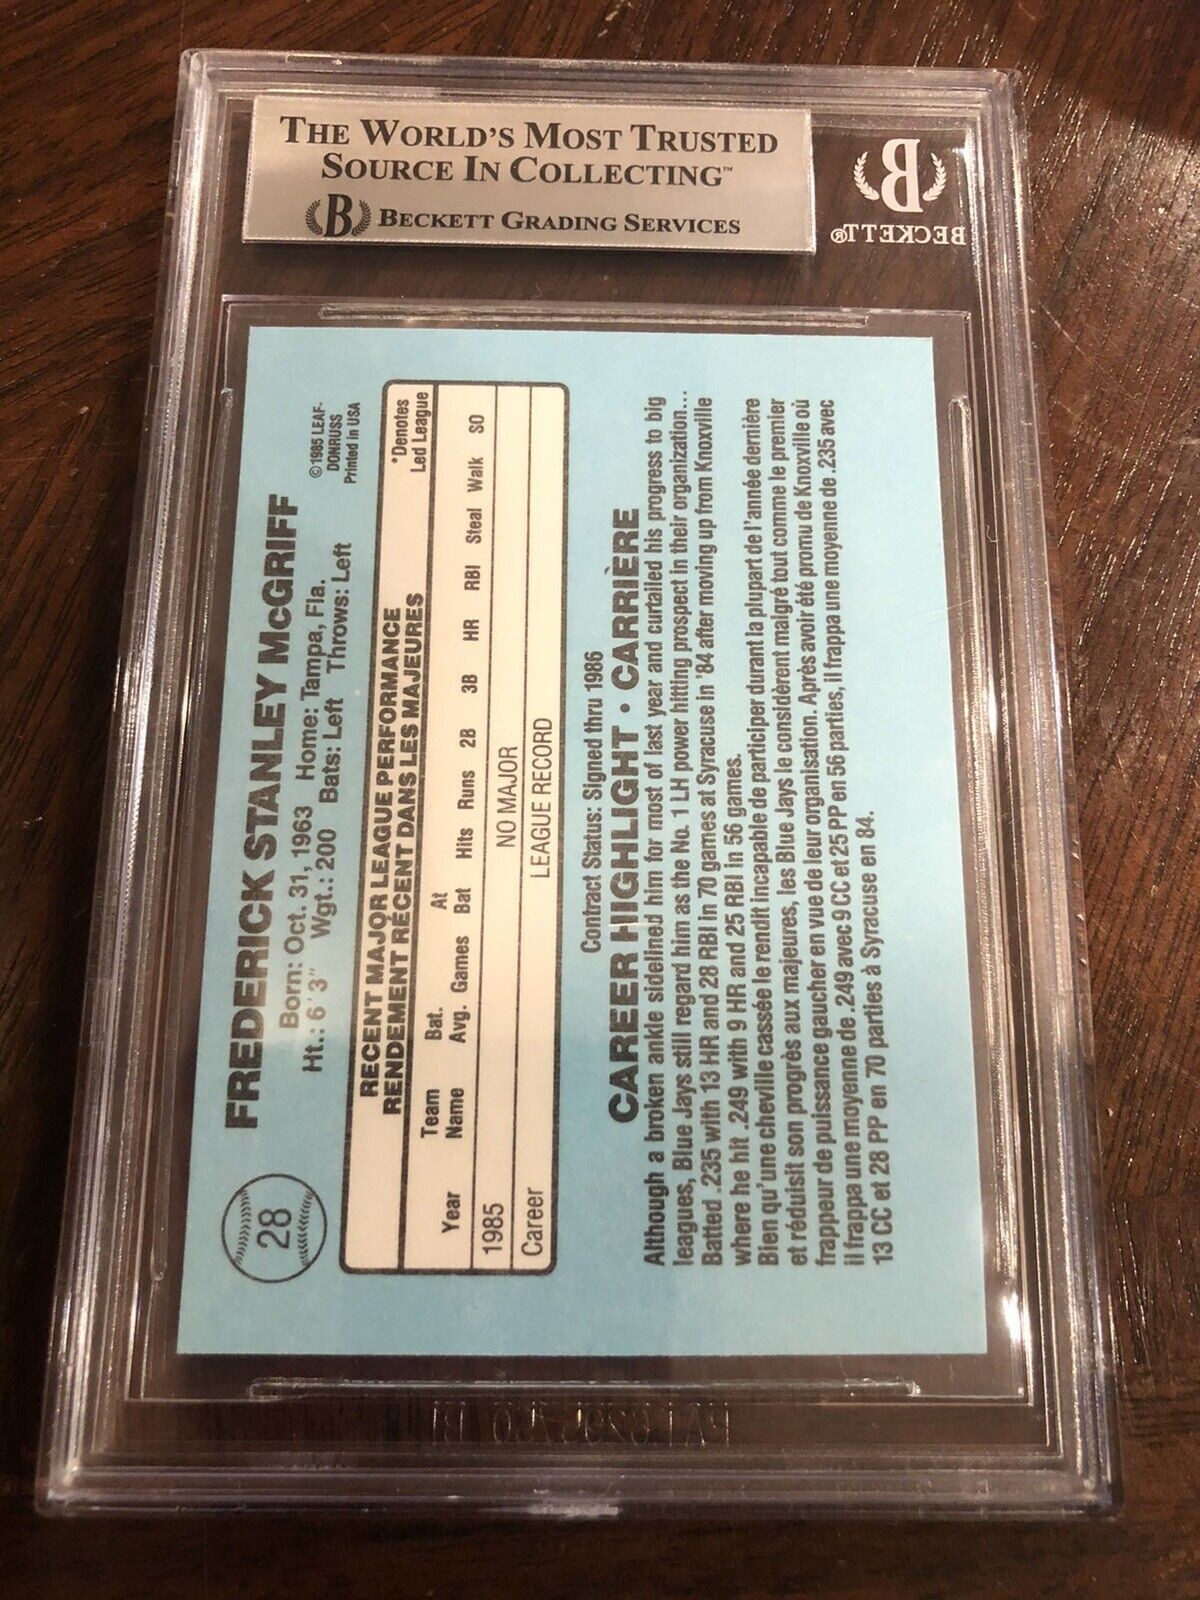 THE WORLD'S MOST TRUSTED
SOURCE IN COLLECTING™
B BECKETT GRADING SERVICES
B
BECKETT®
28
FREDERICK STANLEY McGRIFF
Born: Oct. 31, 1963 Home: Tampa, Fla.
Ht.: 6'3" Wgt.: 200 Bats: Left Throws: Left
©1985 LEAF-
DONRUSS
Printed in USA
RECENT MAJOR LEAGUE PERFORMANCE
RENDEMENT RÉCENT DANS LES MAJEURES
*Denotes
Led League
Year Team Name Bat. Avg. Games At Bat Hits Runs 2B 3B HR RBI Steal Walk SO
1985 NO MAJOR
Career LEAGUE RECORD
Contract Status: Signed thru 1986
CAREER HIGHLIGHT • CARRIÈRE
Although a broken ankle sidelined him for most of last year and curtailed his progress to big
leagues, Blue Jays still regard him as the No. 1 LH power hitting prospect in their organization...
Batted .235 with 13 HR and 28 RBI in 70 games at Syracuse in '84 after moving up from Knoxville
where he hit .249 with 9 HR and 25 RBI in 56 games.
Bien qu'une cheville cassée le rendit incapable de participer durant la plupart de l'année dernière
et réduisit son progrès aux majeures, les Blue Jays le considèrent malgré tout comme le premier
frappeur de puissance gaucher en vue de leur organisation. Après avoir été promu de Knoxville où
il frappa une moyenne de .249 avec 9 CC et 25 PP en 56 parties, il frappa une moyenne de .235 avec
13 CC et 28 PP en 70 parties à Syracuse en 84.